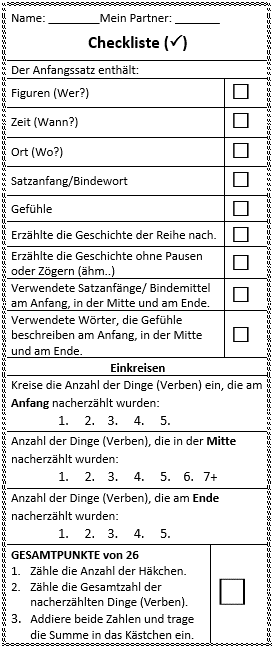 Name: ________Mein Partner: _______
Checkliste (✓)
Der Anfangssatz enthält:
Figuren (Wer?)
Zeit (Wann?)
Ort (Wo?)
Satzanfang/Bindewort
Gefühle
Erzählte die Geschichte der Reihe nach.
Erzählte die Geschichte ohne Pausen
oder Zögern (ähm..)
Verwendete Satzanfänge/ Bindemittel
am Anfang, in der Mitte und am Ende.
Verwendete Wörter, die Gefühle
beschreiben am Anfang, in der Mitte
und am Ende.
Einkreisen
Kreise die Anzahl der Dinge (Verben) ein, die am
Anfang nacherzählt wurden:
1. 2. 3. 4. 5.
Anzahl der Dinge (Verben), die in der Mitte
nacherzählt wurden:
1. 2. 3. 4. 5. 6. 7+
Anzahl der Dinge (Verben), die am Ende
nacherzählt wurden:
1. 2. 3. 4. 5.
GESAMTPUNKTE von 26
1. Zähle die Anzahl der Häkchen.
2. Zähle die Gesamtzahl der
nacherzählten Dinge (Verben).
3. Addiere beide Zahlen und trage
die Summe in das Kästchen ein.